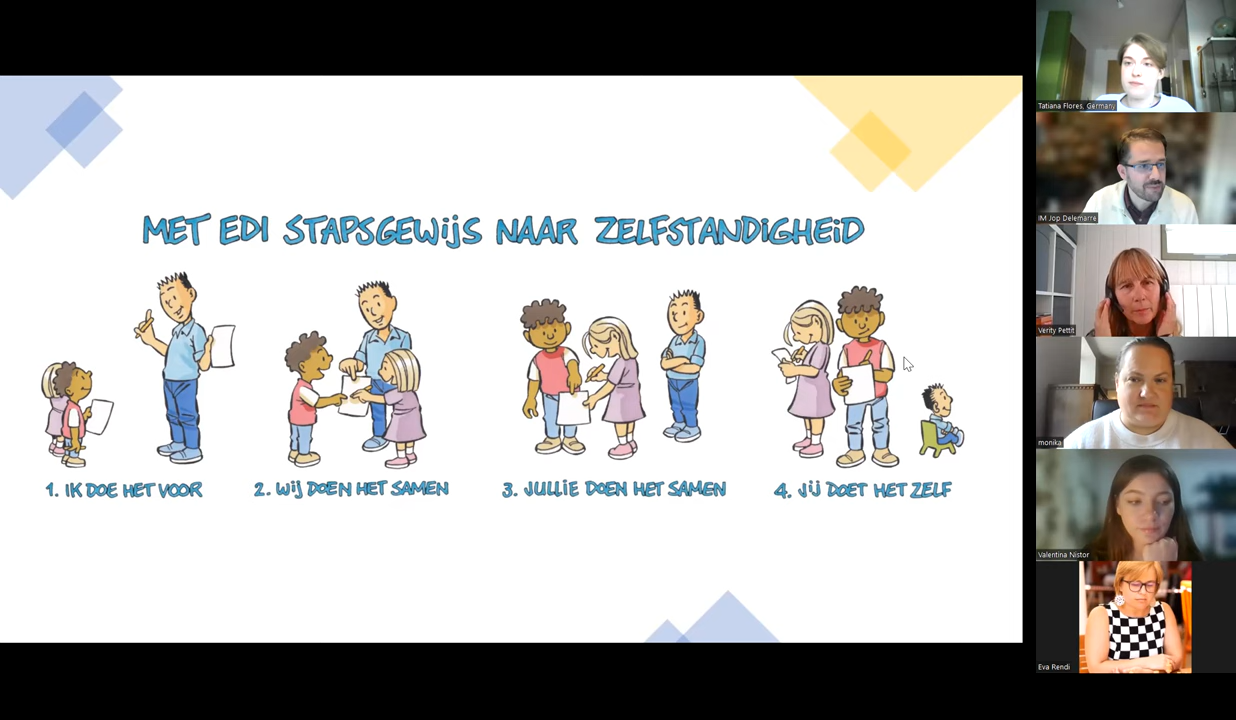 MET EDI STAPSGEWIJS NAAR ZELFSTANDIGHEID
1. IK DOE HET VOOR
2. WIJ DOEN HET SAMEN
3. JULLIE DOEN HET SAMEN
4. JIJ DOET HET ZELF
Tatiana Flores, Germany
IM Jop Delemarre
Verity Pettit
monika
Valentina Nistor
Eva Rendi